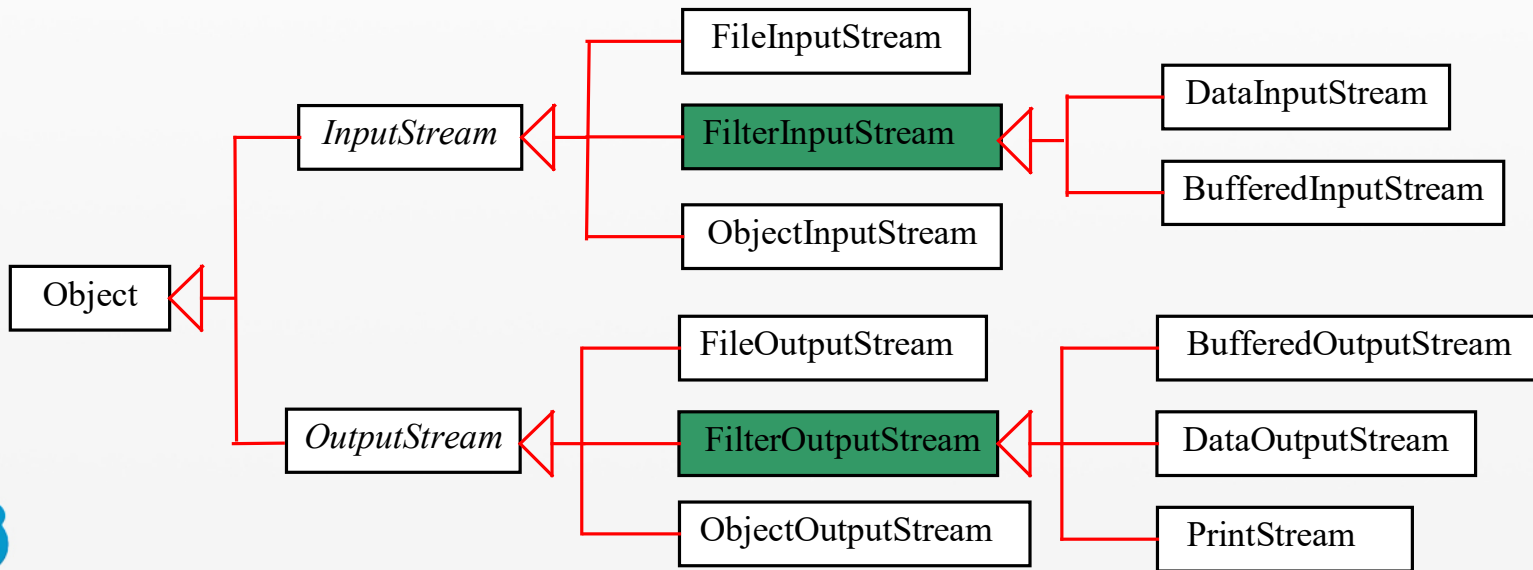 FileInputStream
DataInputStream
InputStream
FilterInputStream
BufferedInputStream
ObjectInputStream
Object
FileOutputStream
BufferedOutputStream
OutputStream
FilterOutputStream
DataOutputStream
ObjectOutputStream
PrintStream